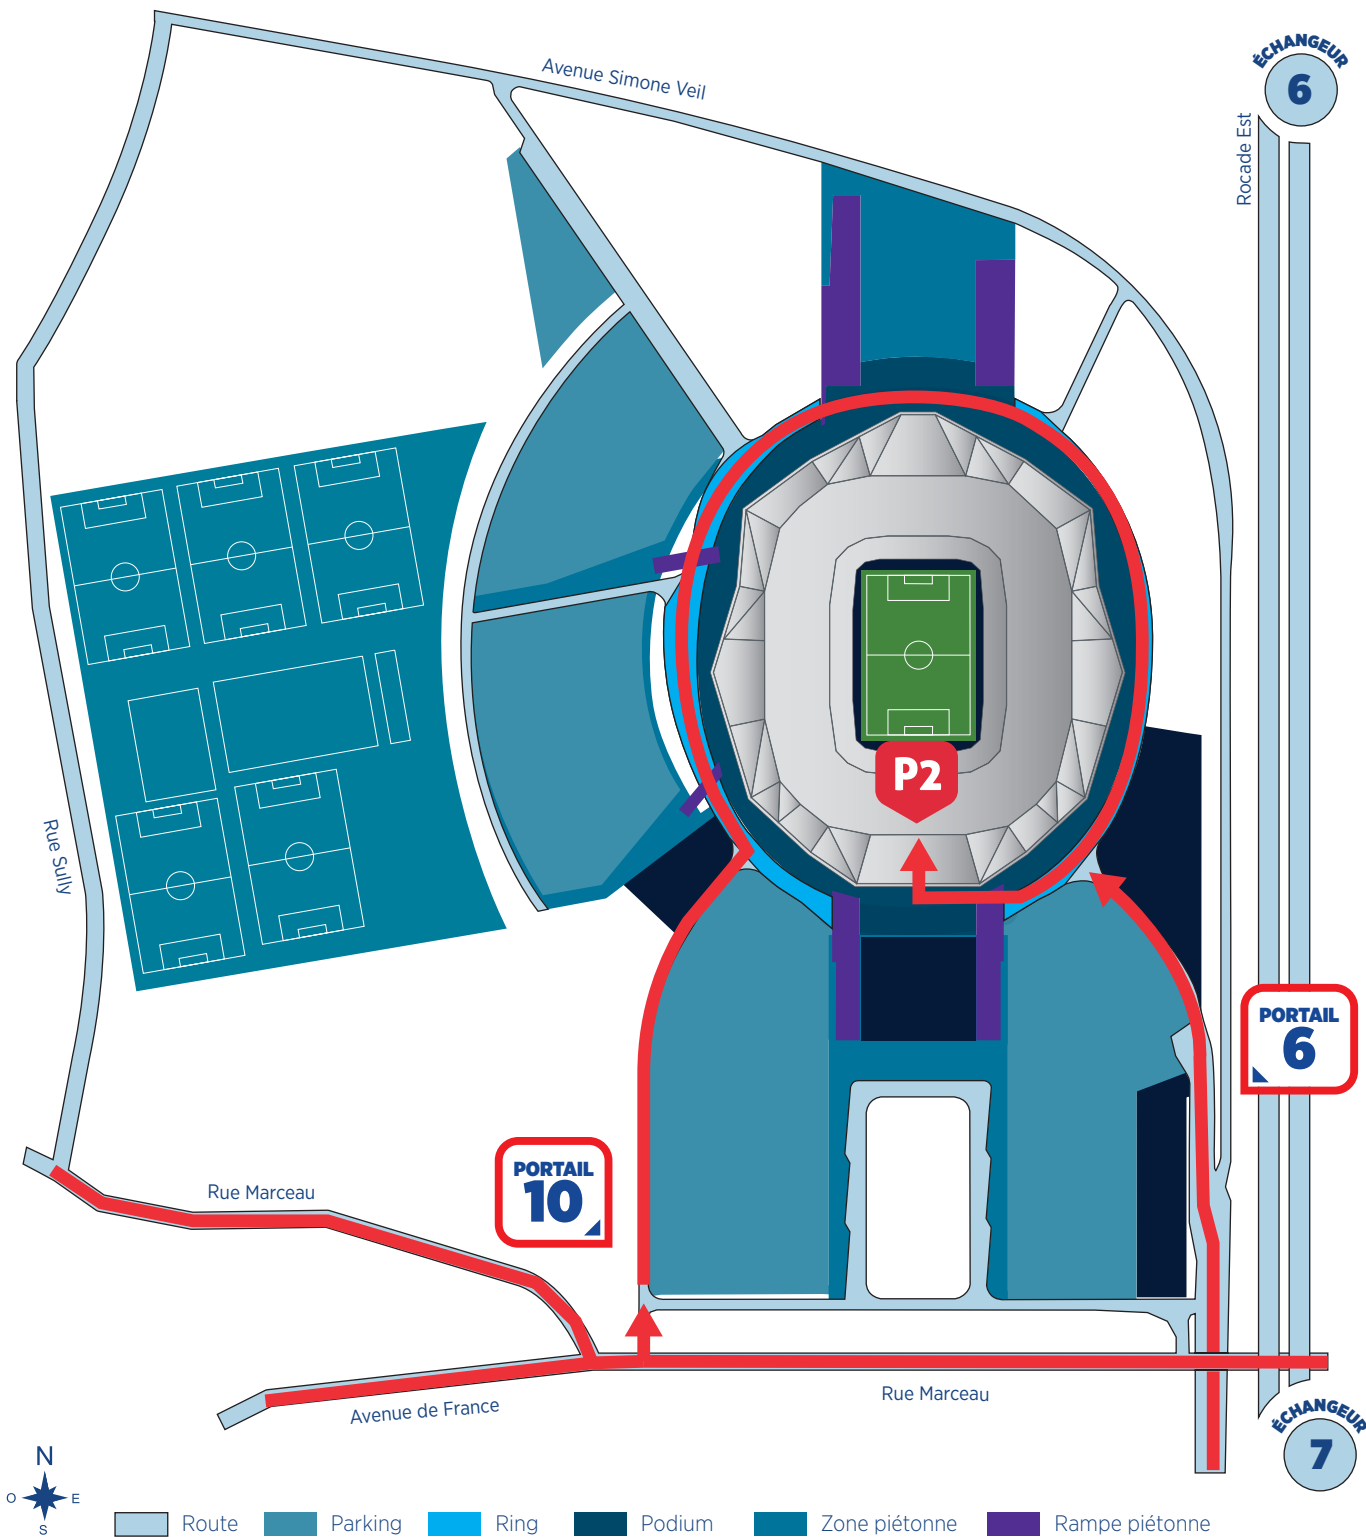 ÉCHANGEUR
6
Avenue Simone Veil
Rocade Est
Rue Sully
P2
PORTAIL
6
PORTAIL
10
Rue Marceau
Rue Marceau
Avenue de France
ÉCHANGEUR
7
N
O E
S
Route Parking Ring Podium Zone piétonne Rampe piétonne